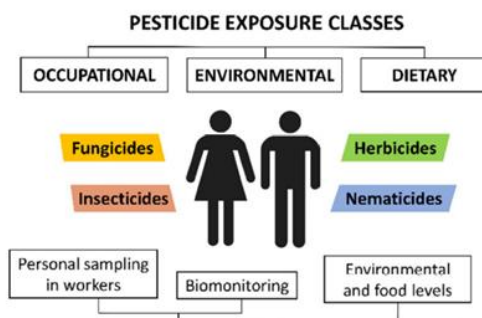 PESTICIDE EXPOSURE CLASSES
OCCUPATIONAL
ENVIRONMENTAL
DIETARY
Fungicides
Herbicides
Insecticides
Nematicides
Personal sampling
in workers
Biomonitoring
Environmental
and food levels